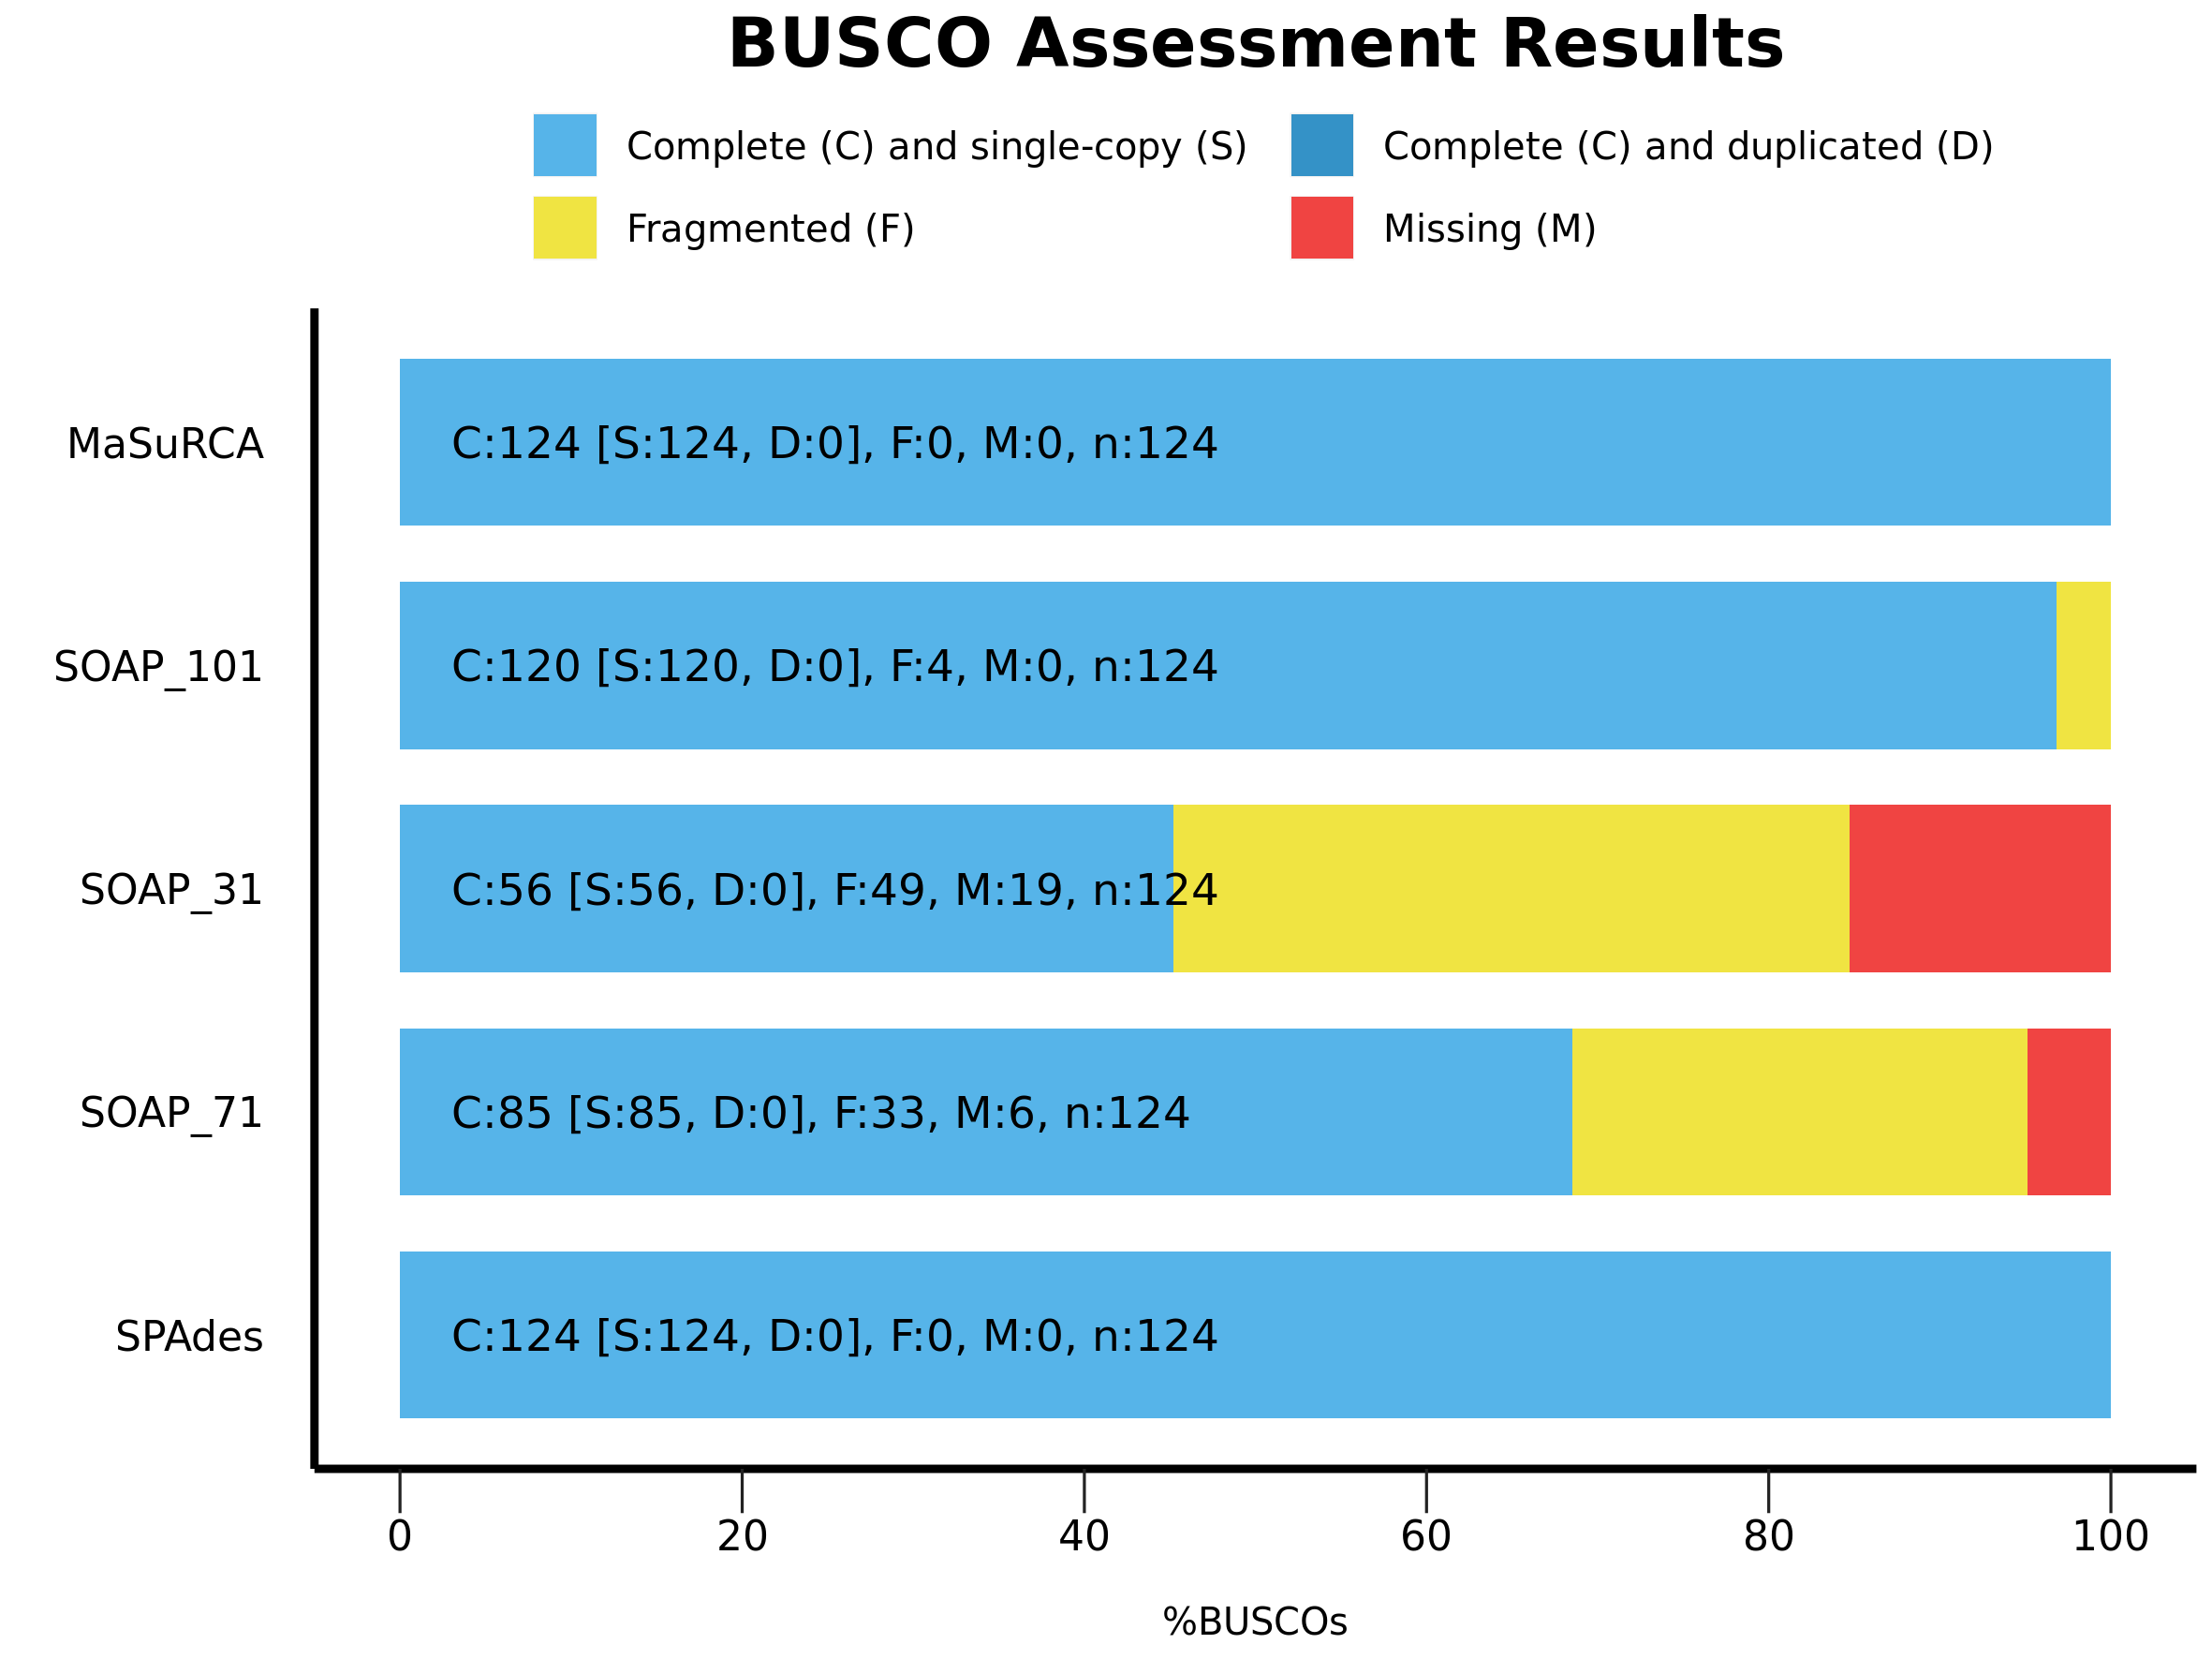 BUSCO Assessment Results
Complete (C) and single-copy (S)
Complete (C) and duplicated (D)
Fragmented (F)
Missing (M)
MaSuRCA
C:124 [S:124, D:0], F:0, M:0, n:124
SOAP_101
C:120 [S:120, D:0], F:4, M:0, n:124
SOAP_31
C:56 [S:56, D:0], F:49, M:19, n:124
SOAP_71
C:85 [S:85, D:0], F:33, M:6, n:124
SPAdes
C:124 [S:124, D:0], F:0, M:0, n:124
0 20 40 60 80 100
%BUSCOs